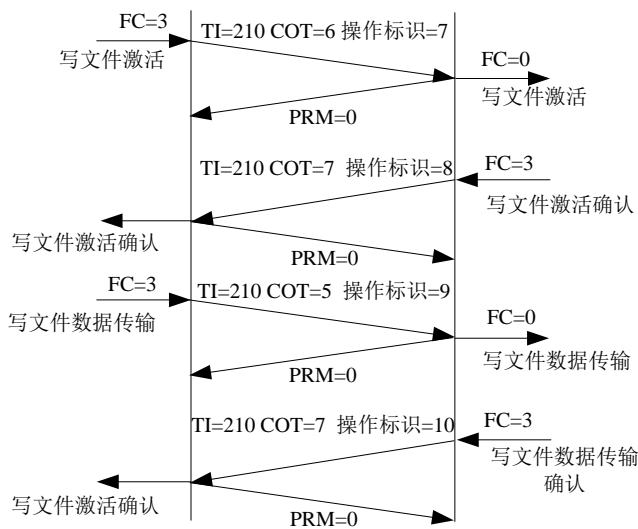 FC=3
TI=210 COT=6 操作标识=7
FC=0
写文件激活
写文件激活
PRM=0
TI=210 COT=7 操作标识=8
FC=3
写文件激活确认
写文件激活确认
PRM=0
FC=3
TI=210 COT=5 操作标识=9
FC=0
写文件数据传输
写文件数据传输
PRM=0
TI=210 COT=7 操作标识=10
FC=3
写文件数据传输
确认
写文件激活确认
PRM=0